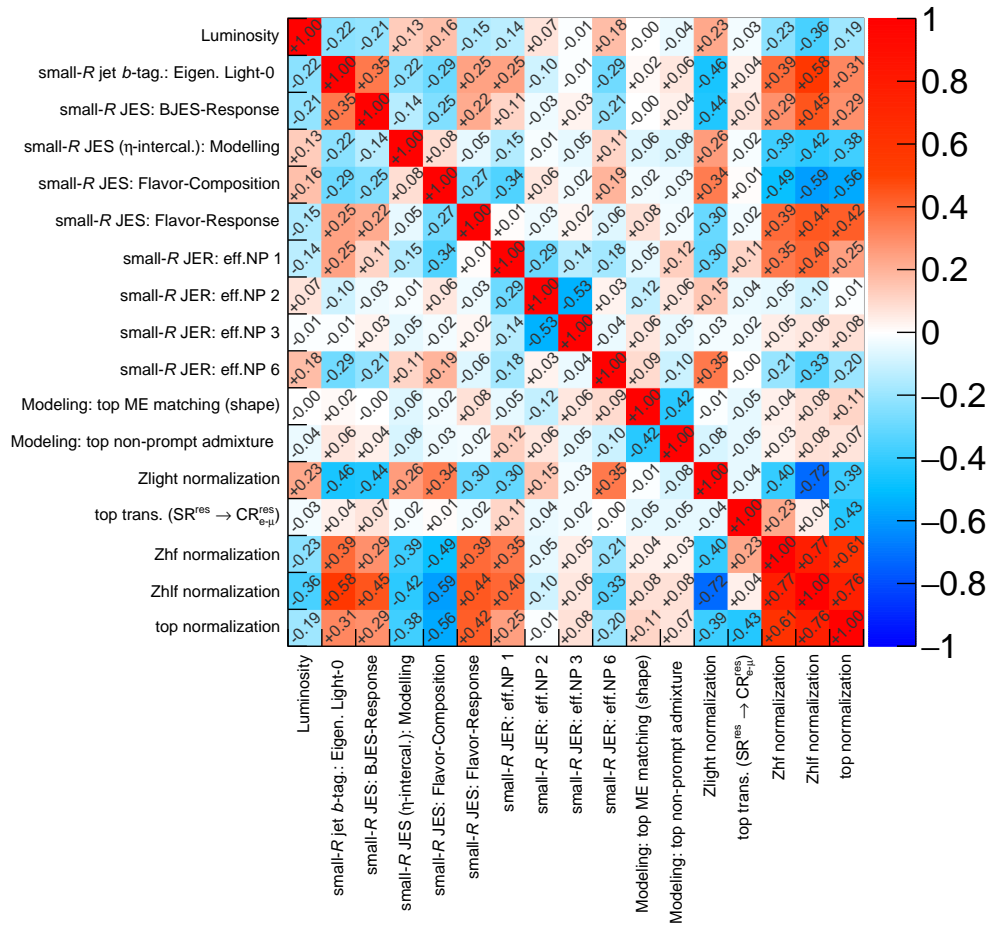 Luminosity +1.00 -0.22 -0.21 +0.13 +0.16 -0.15 -0.14 +0.07 -0.01 +0.18 -0.00 -0.04 +0.23 -0.03 -0.23 -0.36 -0.19
small-R jet b-tag.: Eigen. Light-0 -0.22 +1.00 +0.35 -0.22 -0.29 +0.25 +0.25 -0.10 -0.01 -0.29 +0.02 +0.06 -0.46 +0.04 +0.39 +0.58 +0.31
small-R JES: BJES-Response -0.21 +0.35 +1.00 -0.14 -0.25 +0.22 +0.11 -0.03 +0.03 -0.21 -0.00 +0.04 -0.44 +0.07 +0.29 +0.45 +0.29
small-R JES (η-intercal.): Modelling +0.13 -0.22 -0.14 +1.00 +0.08 -0.05 -0.15 -0.01 -0.05 +0.11 -0.06 -0.08 +0.26 -0.02 -0.39 -0.42 -0.38
small-R JES: Flavor-Composition +0.16 -0.29 -0.25 +0.08 +1.00 -0.27 -0.34 +0.06 -0.02 +0.19 -0.02 -0.03 +0.34 +0.01 -0.49 -0.59 -0.56
small-R JES: Flavor-Response -0.15 +0.25 +0.22 -0.05 -0.27 +1.00 +0.01 -0.03 +0.02 -0.06 +0.08 -0.02 -0.30 -0.02 +0.39 +0.44 +0.42
small-R JER: eff.NP 1 -0.14 +0.25 +0.11 -0.15 -0.34 +0.01 +1.00 -0.29 -0.14 -0.18 -0.05 +0.12 -0.30 +0.11 +0.35 +0.40 +0.25
small-R JER: eff.NP 2 +0.07 -0.10 -0.03 -0.01 +0.06 -0.03 -0.29 +1.00 -0.53 +0.03 -0.12 +0.06 +0.15 -0.04 -0.05 -0.10 -0.01
small-R JER: eff.NP 3 -0.01 -0.01 +0.03 -0.05 -0.02 +0.02 -0.14 -0.53 +1.00 -0.04 +0.06 -0.05 -0.03 -0.02 +0.05 +0.06 +0.08
small-R JER: eff.NP 6 +0.18 -0.29 -0.21 +0.11 +0.19 -0.06 -0.18 +0.03 -0.04 +1.00 +0.09 -0.10 +0.35 -0.00 -0.21 -0.33 -0.20
Modeling: top ME matching (shape) -0.00 +0.02 -0.00 -0.06 -0.02 +0.08 -0.05 -0.12 +0.06 +0.09 +1.00 -0.42 -0.01 -0.05 +0.04 +0.08 +0.11
Modeling: top non-prompt admixture -0.04 +0.06 +0.04 -0.08 -0.03 -0.02 +0.12 +0.06 -0.05 -0.10 -0.42 +1.00 -0.08 -0.05 +0.03 +0.08 +0.07
Zlight normalization +0.23 -0.46 -0.44 +0.26 +0.34 -0.30 -0.30 +0.15 -0.03 +0.35 -0.01 -0.08 +1.00 -0.04 -0.40 -0.72 -0.39
top trans. (SR^res → CR^res_e-μ) -0.03 +0.04 +0.07 -0.02 +0.01 -0.02 +0.11 -0.04 -0.02 -0.00 -0.05 -0.05 -0.04 +1.00 +0.23 +0.04 -0.43
Zhf normalization -0.23 +0.39 +0.29 -0.39 -0.49 +0.39 +0.35 -0.05 +0.05 -0.21 +0.04 +0.03 -0.40 +0.23 +1.00 +0.77 +0.61
Zhlf normalization -0.36 +0.58 +0.45 -0.42 -0.59 +0.44 +0.40 -0.10 +0.06 -0.33 +0.08 +0.08 -0.72 +0.04 +0.77 +1.00 +0.76
top normalization -0.19 +0.31 +0.29 -0.38 -0.56 +0.42 +0.25 -0.01 +0.08 -0.20 +0.11 +0.07 -0.39 -0.43 +0.61 +0.76 +1.00
1
0.8
0.6
0.4
0.2
0
−0.2
−0.4
−0.6
−0.8
−1
Luminosity
small-R jet b-tag.: Eigen. Light-0
small-R JES: BJES-Response
small-R JES (η-intercal.): Modelling
small-R JES: Flavor-Composition
small-R JES: Flavor-Response
small-R JER: eff.NP 1
small-R JER: eff.NP 2
small-R JER: eff.NP 3
small-R JER: eff.NP 6
Modeling: top ME matching (shape)
Modeling: top non-prompt admixture
Zlight normalization
top trans. (SR^res → CR^res_e-μ)
Zhf normalization
Zhlf normalization
top normalization